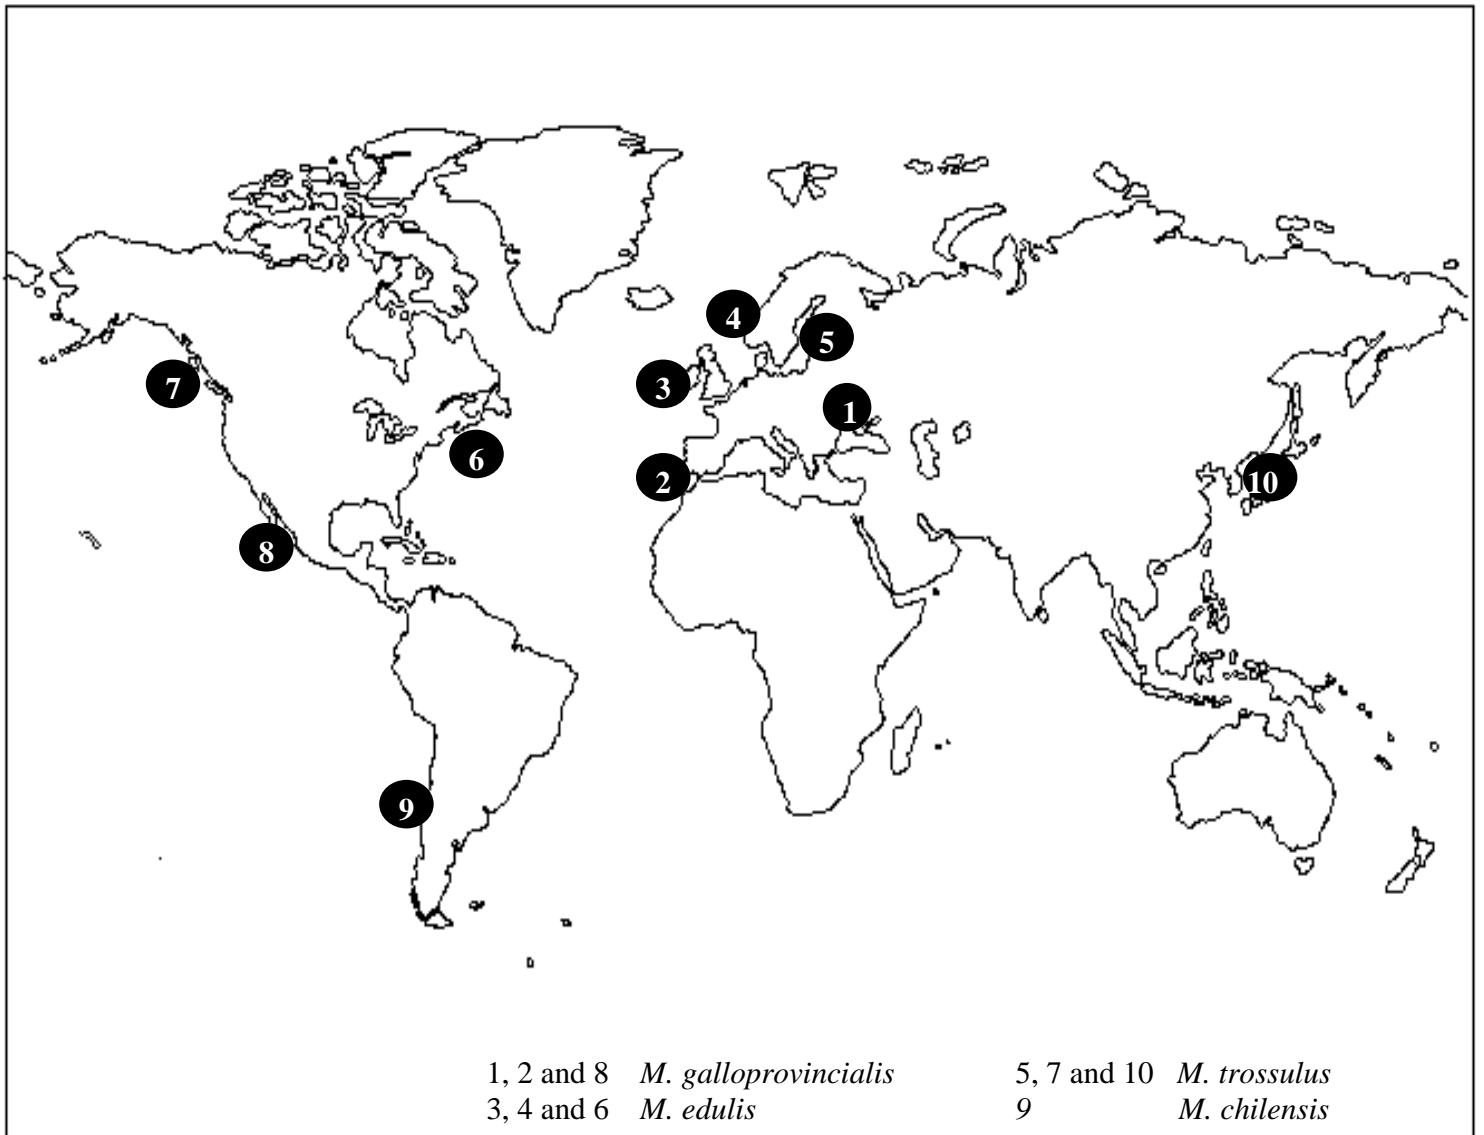 4
5
7
3
1
6
2
10
8
9
1, 2 and 8 M. galloprovincialis
5, 7 and 10 M. trossulus
3, 4 and 6 M. edulis
9 M. chilensis